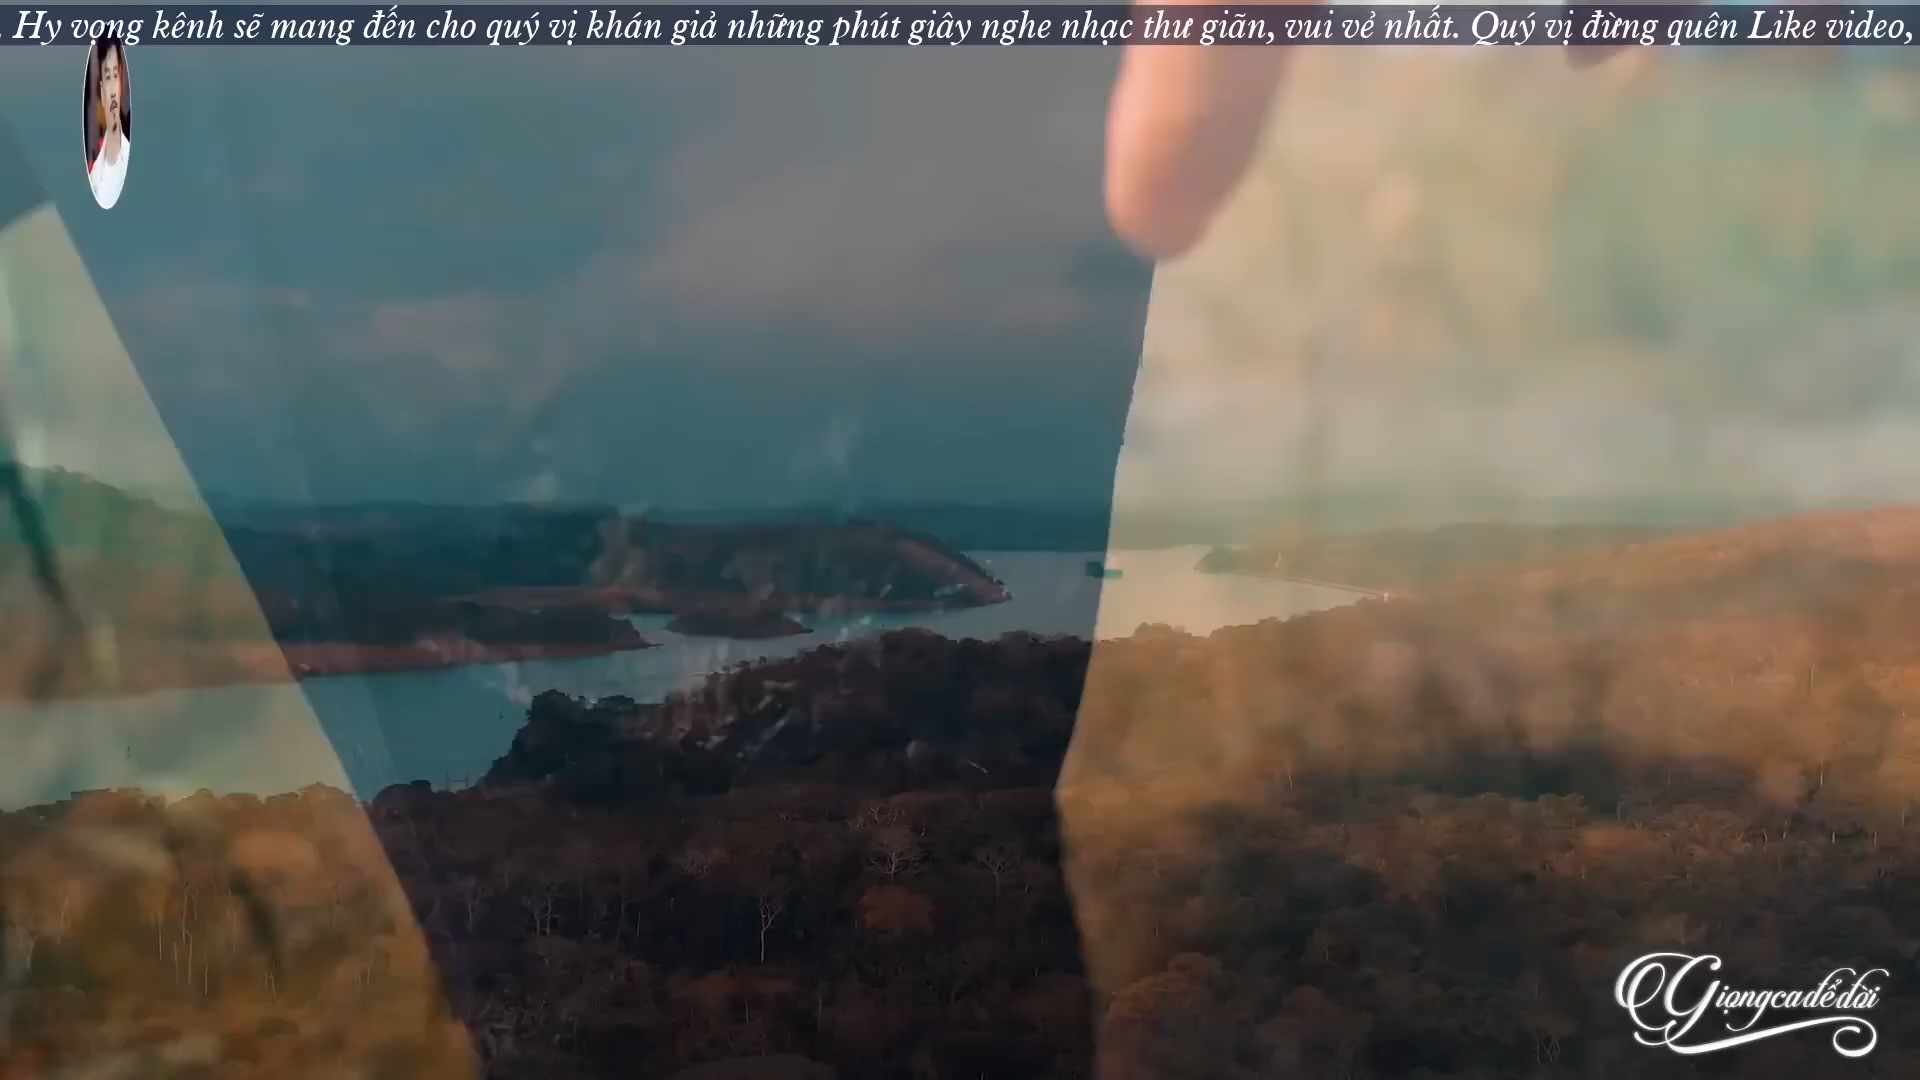 Hy vọng kênh sẽ mang đến cho quý vị khán giả những phút giây nghe nhạc thư giãn, vui vẻ nhất. Quý vị đừng quên Like video,
Giọngcađểđời